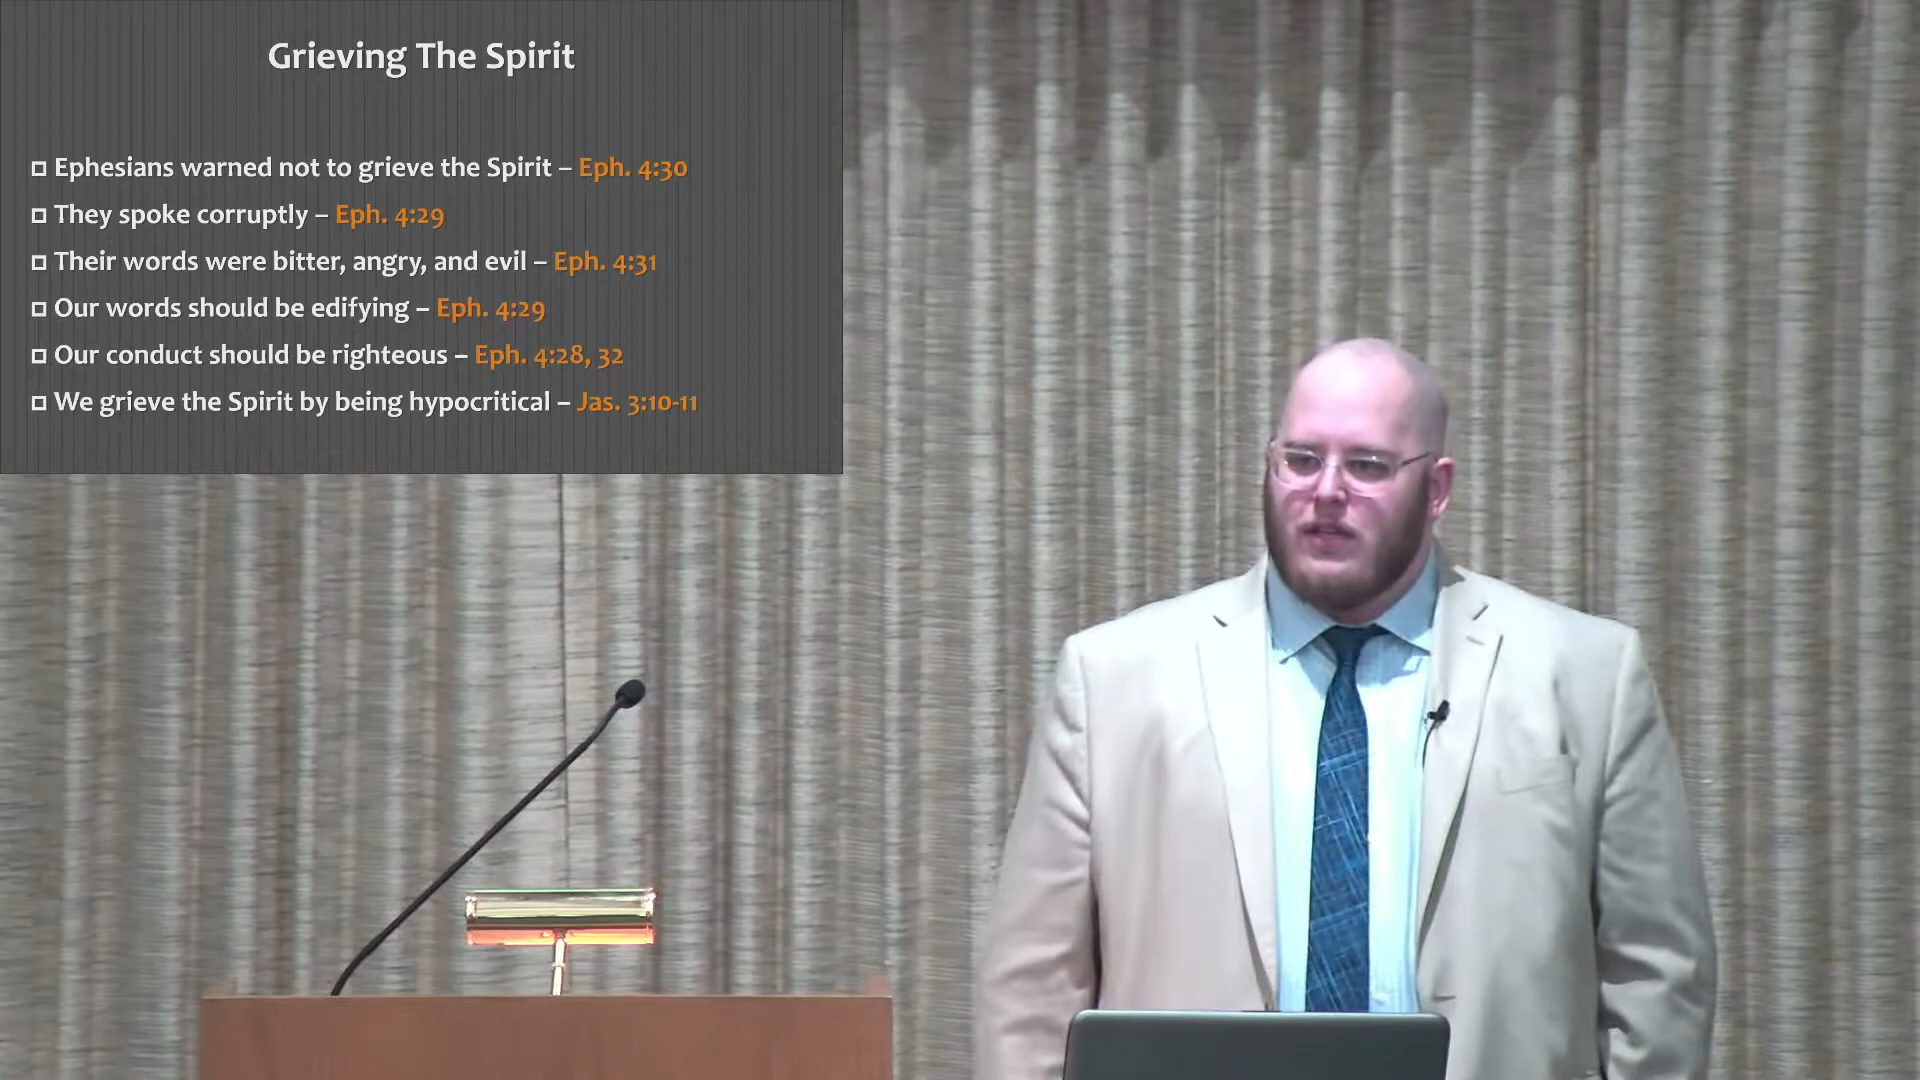 Grieving The Spirit
Ephesians warned not to grieve the Spirit – Eph. 4:30
They spoke corruptly – Eph. 4:29
Their words were bitter, angry, and evil – Eph. 4:31
Our words should be edifying – Eph. 4:29
Our conduct should be righteous – Eph. 4:28, 32
We grieve the Spirit by being hypocritical – Jas. 3:10-11